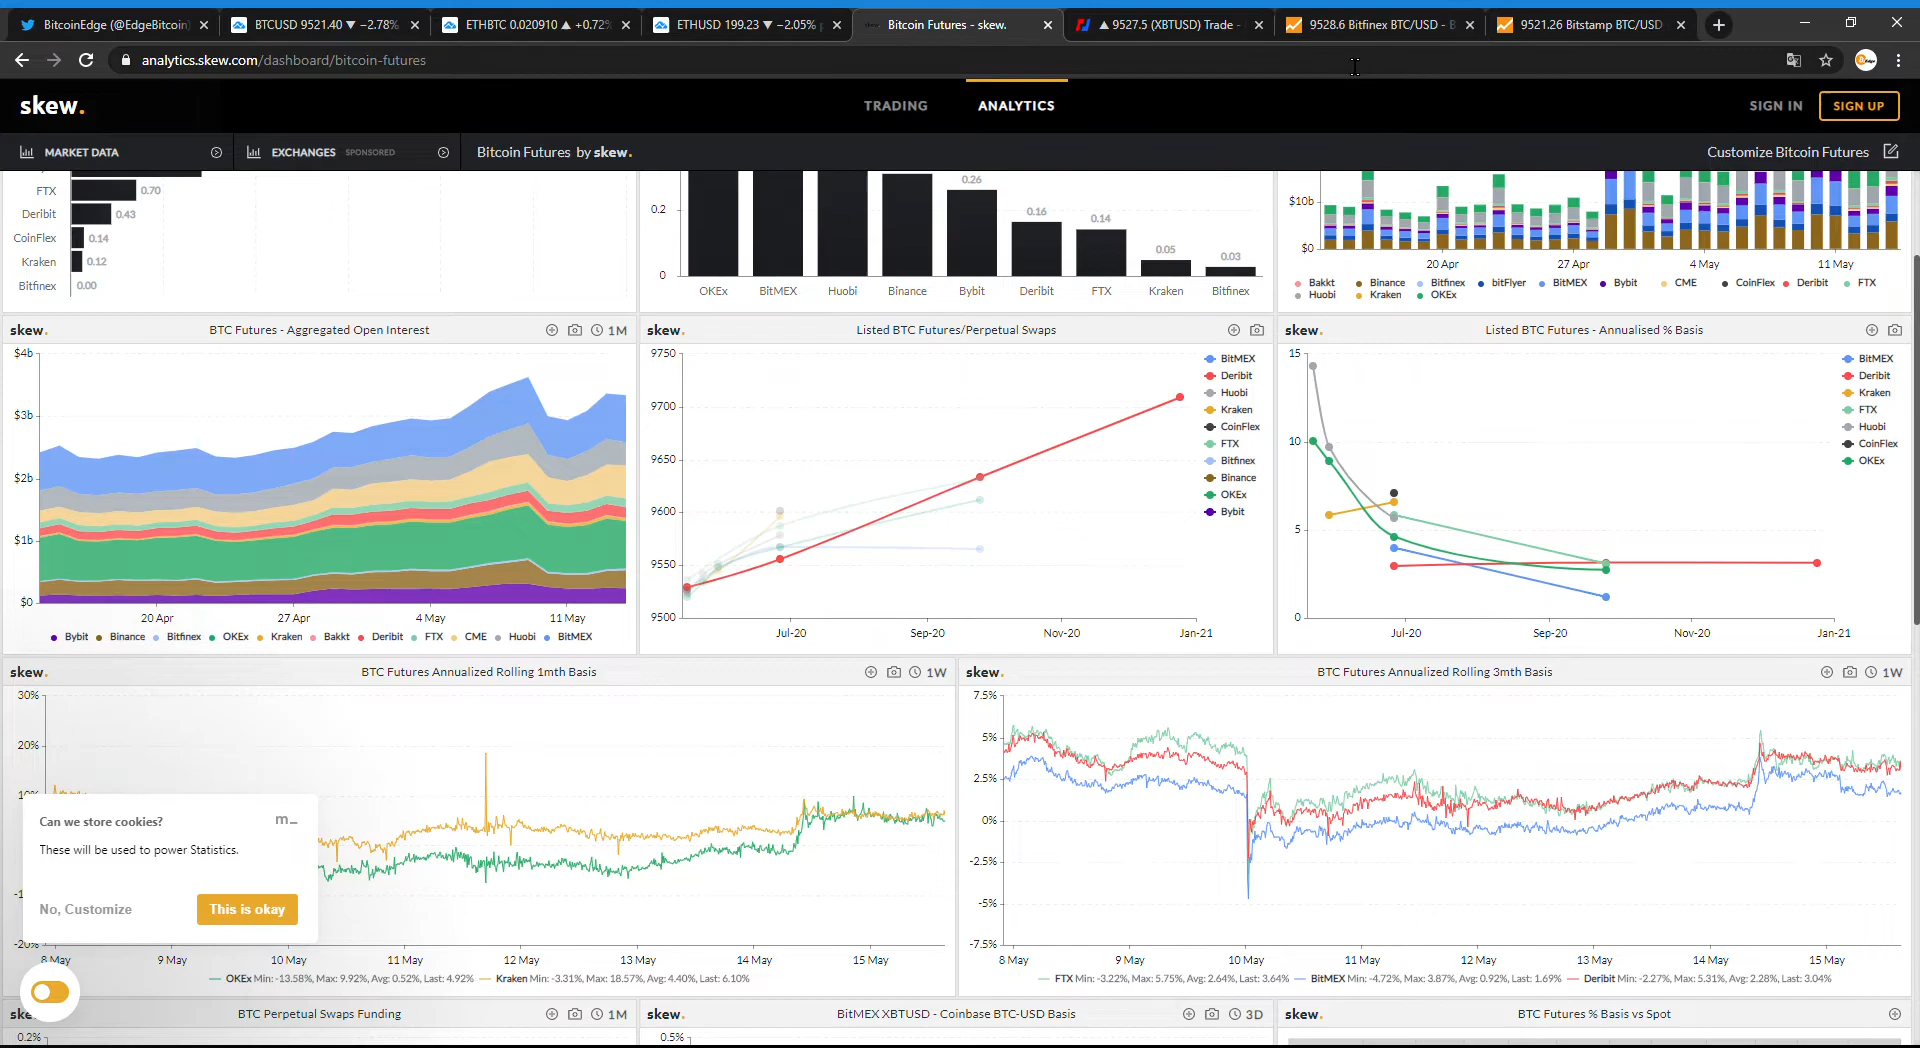 BitcoinEdge (@EdgeBitcoin)
BTCUSD 9521.40 ▼ −2.78%
ETHBTC 0.020910 ▲ +0.72%
ETHUSD 199.23 ▼ −2.05%
Bitcoin Futures - skew.
▲ 9527.5 (XBTUSD) Trade -
9528.6 Bitfinex BTC/USD - B
9521.26 Bitstamp BTC/USD
analytics.skew.com/dashboard/bitcoin-futures
skew.
TRADING
ANALYTICS
SIGN IN
SIGN UP
MARKET DATA
EXCHANGES SPONSORED
Bitcoin Futures by skew.
Customize Bitcoin Futures
FTX 0.70
Deribit 0.43
CoinFlex 0.14
Kraken 0.12
Bitfinex 0.00
0.2
0
0.26
0.16
0.14
0.05
0.03
OKEx BitMEX Huobi Binance Bybit Deribit FTX Kraken Bitfinex
$10b
$0
20 Apr 27 Apr 4 May 11 May
Bakkt Binance Bitfinex bitFlyer BitMEX Bybit CME CoinFlex Deribit FTX
Huobi Kraken OKEx
skew. BTC Futures - Aggregated Open Interest 1M
$4b
$3b
$2b
$1b
$0
20 Apr 27 Apr 4 May 11 May
Bybit Binance Bitfinex OKEx Kraken Bakkt Deribit FTX CME Huobi BitMEX
skew. Listed BTC Futures/Perpetual Swaps
9750
9700
9650
9600
9550
9500
Jul-20 Sep-20 Nov-20 Jan-21
BitMEX
Deribit
Huobi
Kraken
CoinFlex
FTX
Bitfinex
Binance
OKEx
Bybit
skew. Listed BTC Futures - Annualised % Basis
15
10
5
0
Jul-20 Sep-20 Nov-20 Jan-21
BitMEX
Deribit
Kraken
FTX
Huobi
CoinFlex
OKEx
skew. BTC Futures Annualized Rolling 1mth Basis 1W
30%
20%
10%
-20%
8 May 9 May 10 May 11 May 12 May 13 May 14 May 15 May
OKEx Min: -13.58%, Max: 9.92%, Avg: 0.52%, Last: 4.92% Kraken Min: -3.31%, Max: 18.57%, Avg: 4.40%, Last: 6.10%
Can we store cookies? m_
These will be used to power Statistics.
No, Customize
This is okay
skew. BTC Futures Annualized Rolling 3mth Basis 1W
7.5%
5%
2.5%
0%
-2.5%
-5%
-7.5%
8 May 9 May 10 May 11 May 12 May 13 May 14 May 15 May
FTX Min: -3.22%, Max: 5.75%, Avg: 2.64%, Last: 3.64% BitMEX Min: -4.72%, Max: 3.87%, Avg: 0.92%, Last: 1.69% Deribit Min: -2.27%, Max: 5.31%, Avg: 2.28%, Last: 3.04%
BTC Perpetual Swaps Funding 1M
0.2%
skew. BitMEX XBTUSD - Coinbase BTC-USD Basis 3D
0.5%
skew. BTC Futures % Basis vs Spot